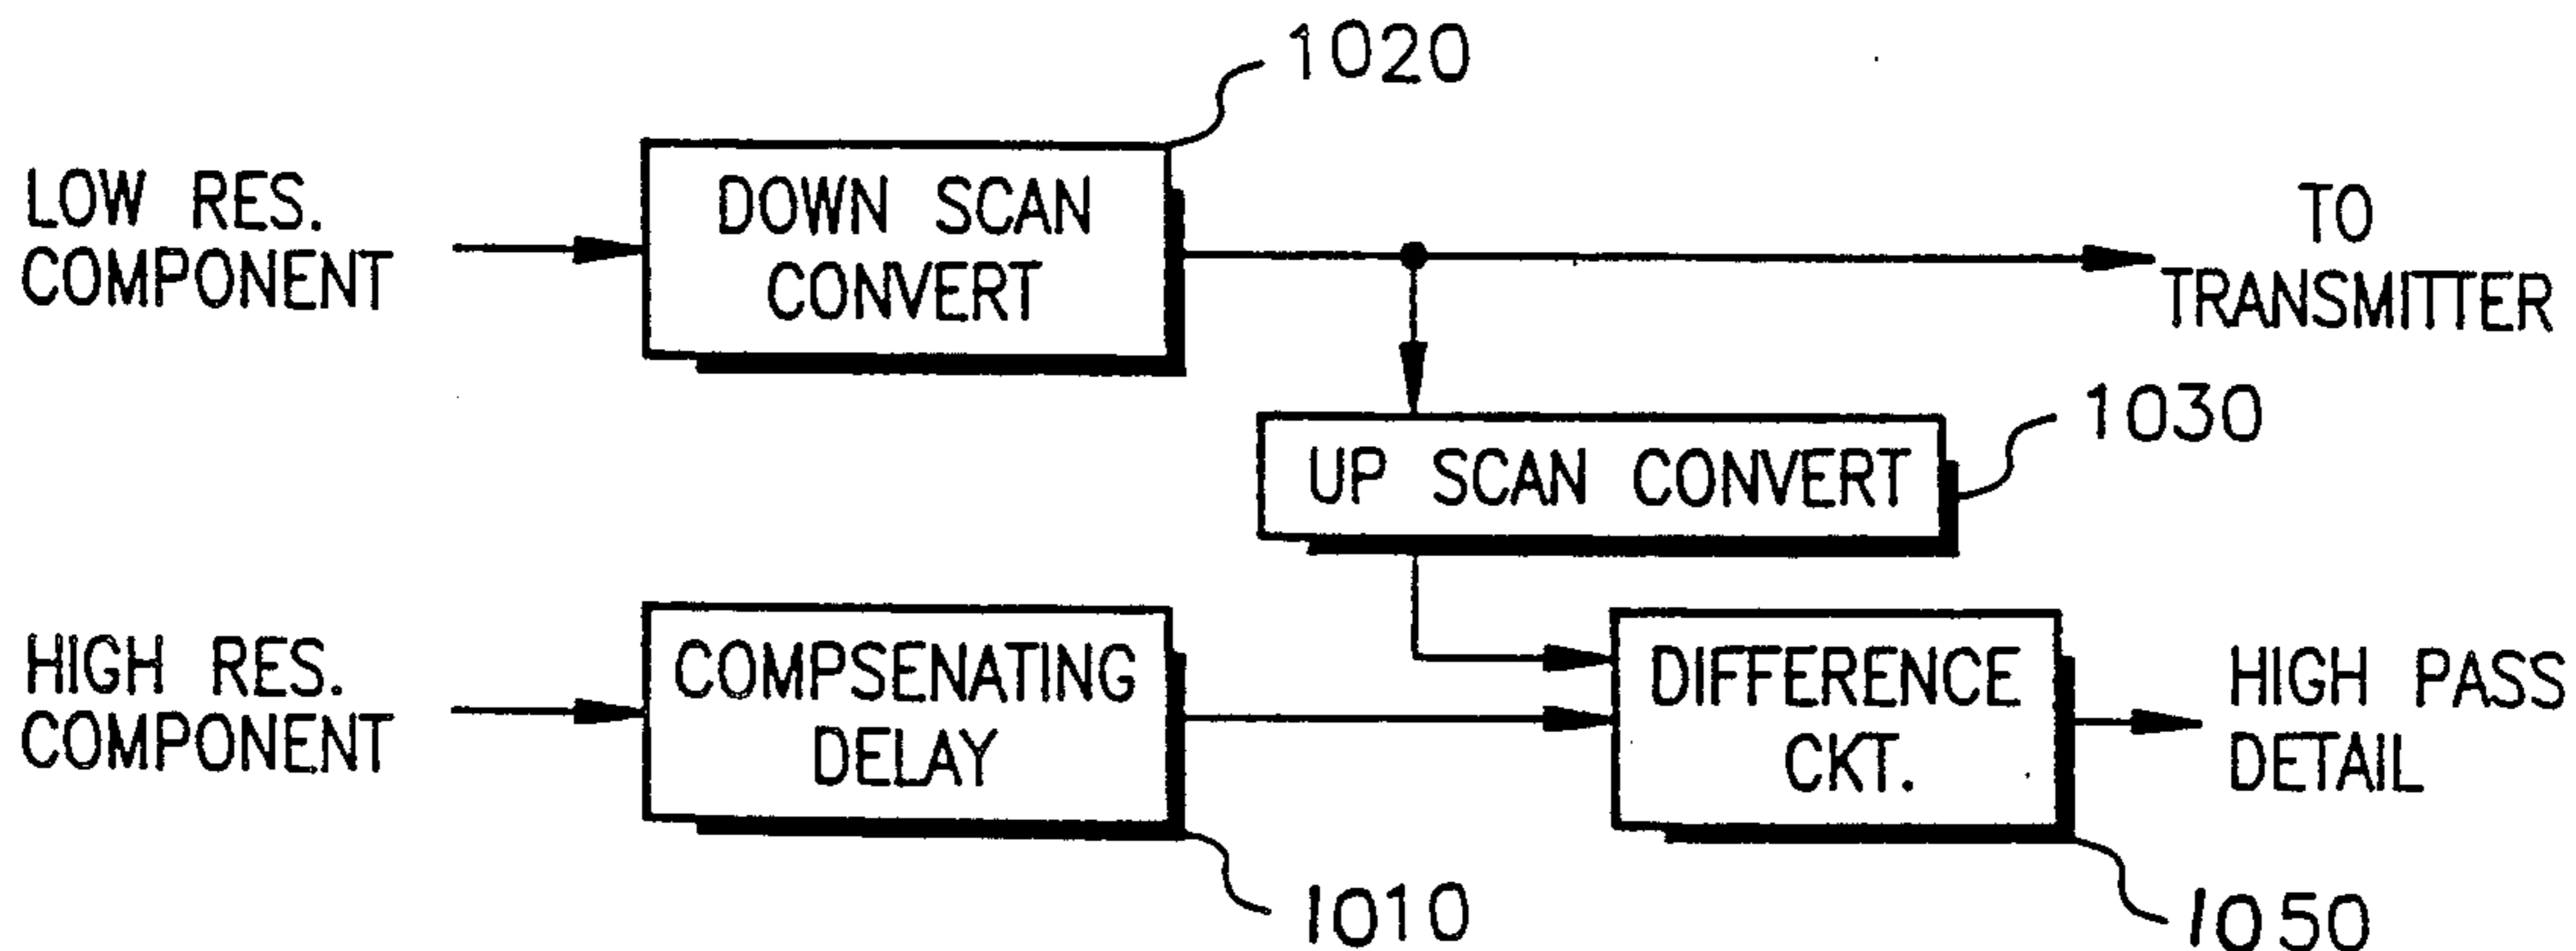 1020
LOW RES.
COMPONENT
DOWN SCAN
CONVERT
TO
TRANSMITTER
1030
UP SCAN CONVERT
HIGH RES.
COMPONENT
COMPSENATING
DELAY
DIFFERENCE
CKT.
HIGH PASS
DETAIL
1010
1050